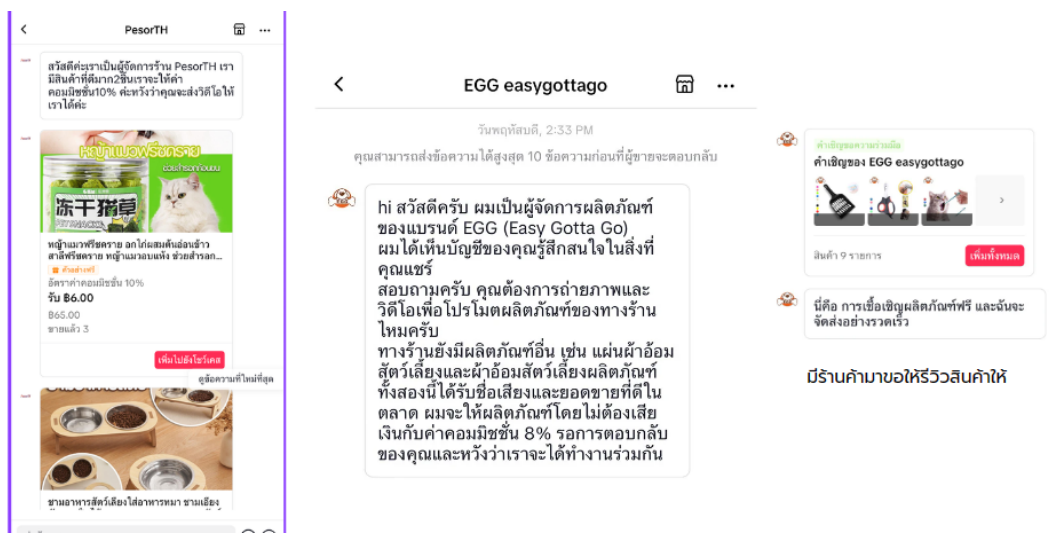 PesorTH
สวัสดีค่ะเราเป็นผู้จัดการร้าน PesorTH เรา
มีสินค้าที่ดีมาก2ชิ้นเราจะให้ค่า
คอมมิชชั่น10% ค่ะหวังว่าคุณจะส่งวิดีโอให้
เราได้ค่ะ
หญ้าแมวฟรีซดราย
ช่วยสำรอกก้อนขน
冻干猫草
หญ้าแมวฟรีซดราย อกไก่ผสมต้นอ่อนข้าว
สาลีฟรีซดราย หญ้าแมวอบแห้ง ช่วยสำรอก...
ตัวอย่างฟรี
อัตราค่าคอมมิชชั่น 10%
รับ ฿6.00
฿65.00
ขายแล้ว 3
เพิ่มไปยังโชว์เคส
ดูข้อความที่ใหม่ที่สุด
ชามอาหารสัตว์เลี้ยงใส่อาหารหมา ชามเอียง
EGG easygottago
วันพฤหัสบดี, 2:33 PM
คุณสามารถส่งข้อความได้สูงสุด 10 ข้อความก่อนที่ผู้ขายจะตอบกลับ
hi สวัสดีครับ ผมเป็นผู้จัดการผลิตภัณฑ์
ของแบรนด์ EGG (Easy Gotta Go)
ผมได้เห็นบัญชีของคุณรู้สึกสนใจในสิ่งที่
คุณแชร์
สอบถามครับ คุณต้องการถ่ายภาพและ
วิดีโอเพื่อโปรโมตผลิตภัณฑ์ของทางร้าน
ไหมครับ
ทางร้านยังมีผลิตภัณฑ์อื่น เช่น แผ่นผ้าอ้อม
สัตว์เลี้ยงและผ้าอ้อมสัตว์เลี้ยงผลิตภัณฑ์
ทั้งสองนี้ได้รับชื่อเสียงและยอดขายที่ดีใน
ตลาด ผมจะให้ผลิตภัณฑ์โดยไม่ต้องเสีย
เงินกับค่าคอมมิชชั่น 8% รอการตอบกลับ
ของคุณและหวังว่าเราจะได้ทำงานร่วมกัน
คำเชิญความร่วมมือ
คำเชิญของ EGG easygottago
สินค้า 9 รายการ
เพิ่มทั้งหมด
นี่คือ การเชื้อเชิญผลิตภัณฑ์ฟรี และฉันจะ
จัดส่งอย่างรวดเร็ว
มีร้านค้ามาขอให้รีวิวสินค้าให้